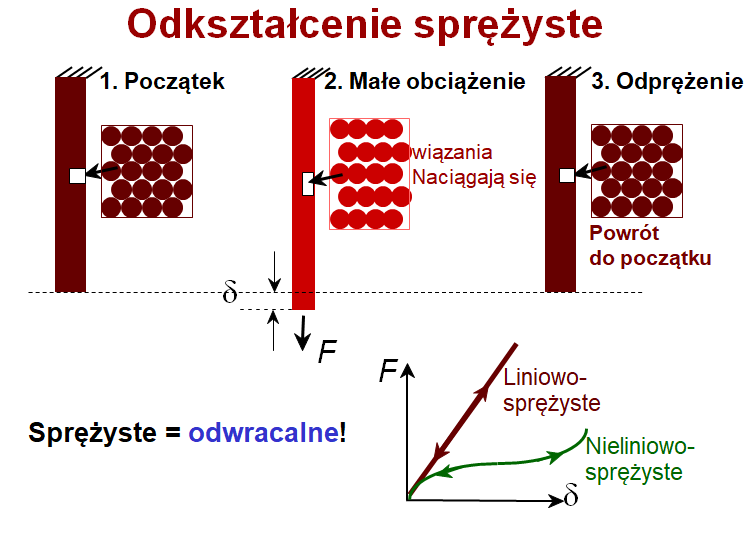 Odkształcenie sprężyste
1. Początek
2. Małe obciążenie
3. Odprężenie
wiązania
Naciągają się
Powrót
do początku
δ
F
F
Liniowo-
sprężyste
Sprężyste = odwracalne!
Nieliniowo-
sprężyste
δ